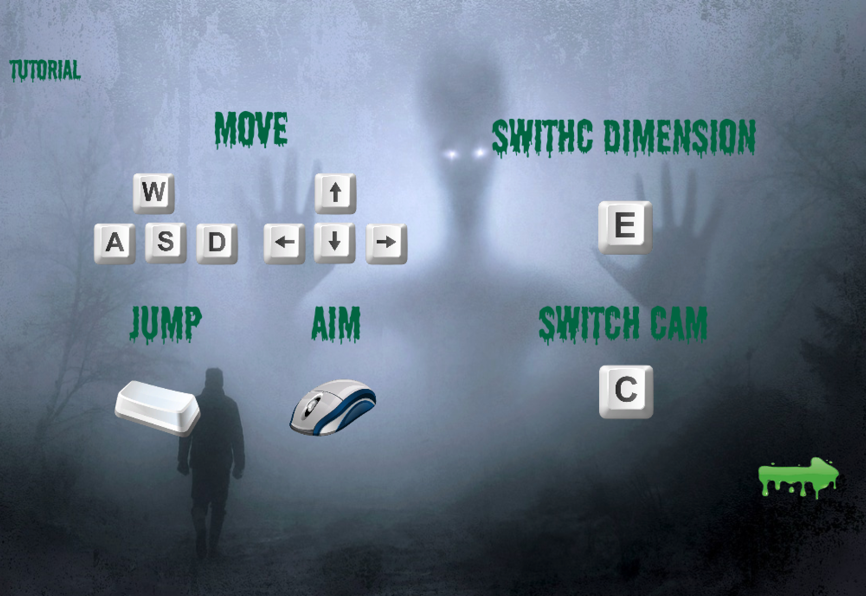 TUTORIAL
MOVE
SWITHC DIMENSION
W
A S D
↑
← ↓ →
E
JUMP
AIM
SWITCH CAM
C